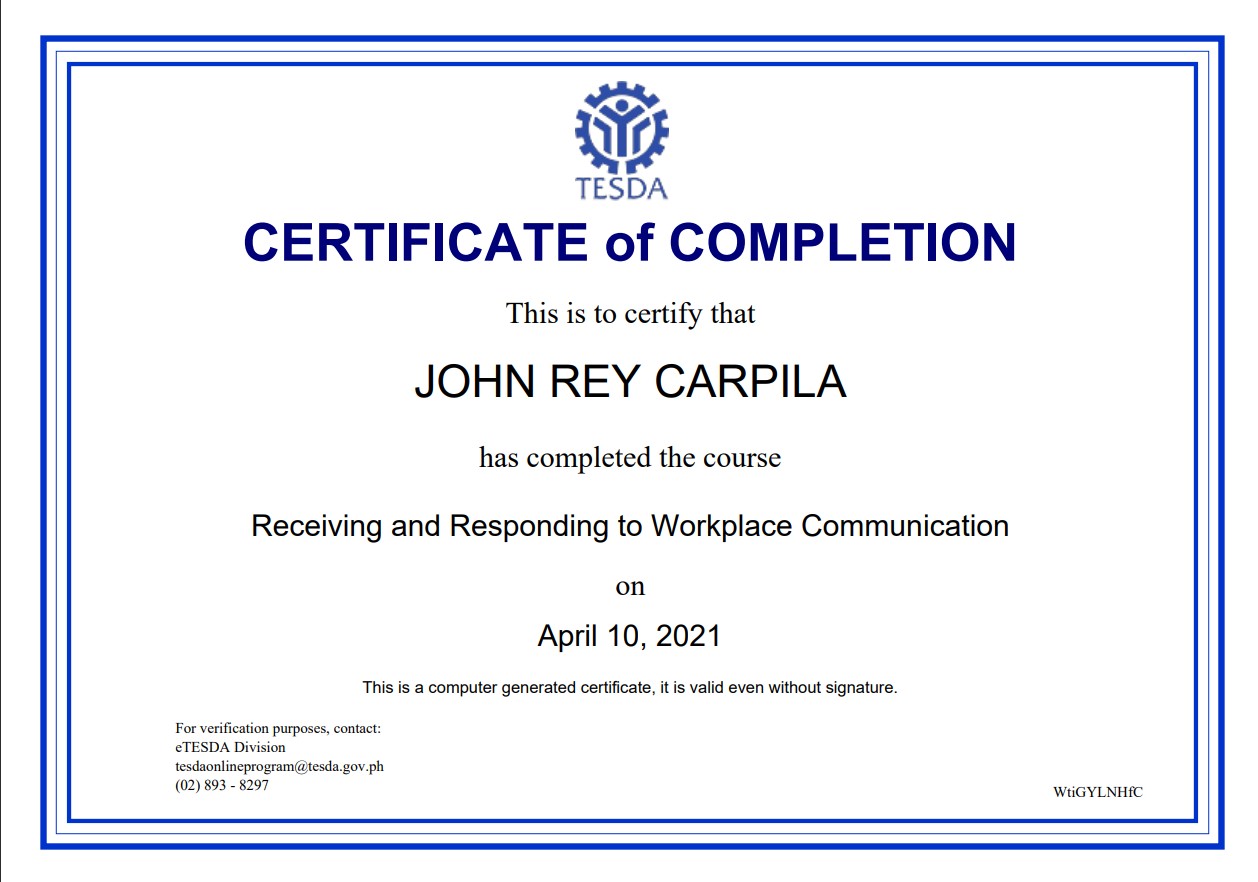 TESDA
CERTIFICATE of COMPLETION
This is to certify that
JOHN REY CARPILA
has completed the course
Receiving and Responding to Workplace Communication
on
April 10, 2021
This is a computer generated certificate, it is valid even without signature.
For verification purposes, contact:
eTESDA Division
tesdaonlineprogram@tesda.gov.ph
(02) 893 - 8297
WtiGYLNHfC